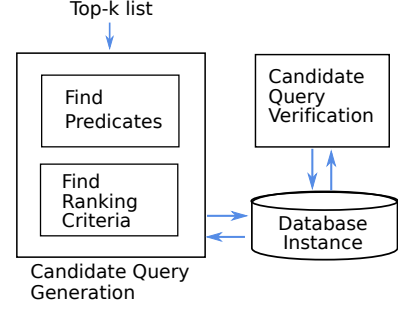 Top-k list
Find
Predicates
Find
Ranking
Criteria
Candidate Query
Generation
Candidate
Query
Verification
Database
Instance